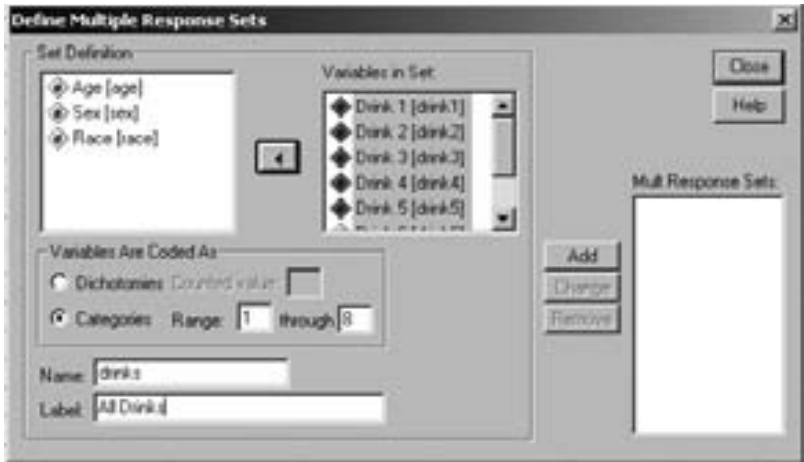 Define Multiple Response Sets
Set Definition
Age [age]
Sex [sex]
Race [race]
Variables in Set:
Drink 1 [drink1]
Drink 2 [drink2]
Drink 3 [drink3]
Drink 4 [drink4]
Drink 5 [drink5]
Close
Help
Mult Response Sets:
Variables Are Coded As
Dichotomies Counted value:
Categories Range: 1 through 8
Add
Change
Remove
Name: drinks
Label: All Drinks